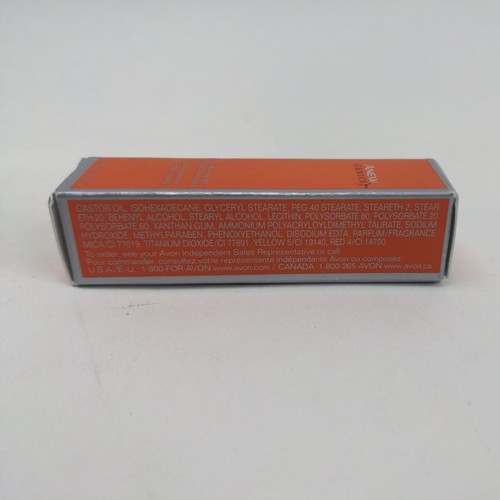 ANEW
CASTOR OIL, ISOHEXADECANE, GLYCERYL STEARATE, PEG-40 STEARATE, STEARETH-2, STEAR
ETH-20, BEHENYL ALCOHOL, STEARYL ALCOHOL, LECITHIN, POLYSORBATE 80, POLYSORBATE 20,
POLYSORBATE 60, XANTHAN GUM, AMMONIUM POLYACRYLOYLDIMETHYL TAURATE, SODIUM
HYDROXIDE, METHYLPARABEN, PHENOXYETHANOL, DISODIUM EDTA, PARFUM/FRAGRANCE
MICA/CI 77019, TITANIUM DIOXIDE/CI 77891, YELLOW 5/CI 19140, RED 4/CI 14700.
To order, see your Avon Independent Sales Representative or call
Pour commander, consultez votre représentante indépendante Avon ou composez
U.S.A./E.-U.: 1-800-FOR-AVON www.avon.com / CANADA: 1-800-265-AVON www.avon.ca